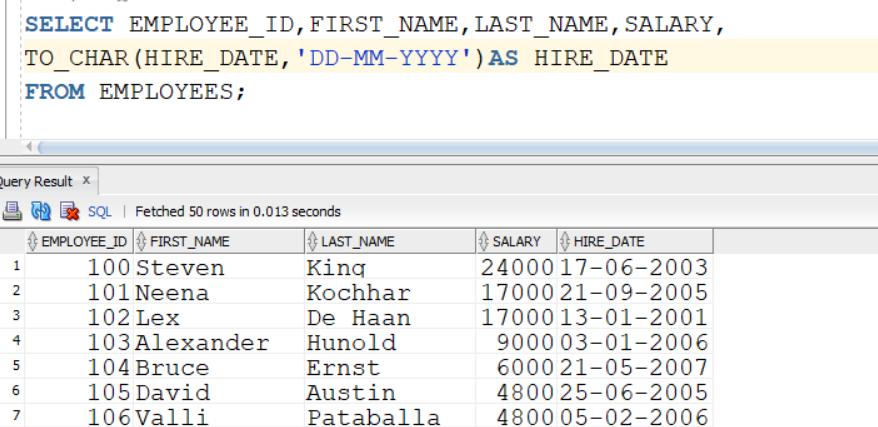 SELECT EMPLOYEE_ID,FIRST_NAME,LAST_NAME,SALARY,
TO_CHAR(HIRE_DATE,'DD-MM-YYYY')AS HIRE_DATE
FROM EMPLOYEES;
Query Result x
SQL | Fetched 50 rows in 0.013 seconds
EMPLOYEE_ID FIRST_NAME LAST_NAME SALARY HIRE_DATE
1 100 Steven King 24000 17-06-2003
2 101 Neena Kochhar 17000 21-09-2005
3 102 Lex De Haan 17000 13-01-2001
4 103 Alexander Hunold 9000 03-01-2006
5 104 Bruce Ernst 6000 21-05-2007
6 105 David Austin 4800 25-06-2005
7 106 Valli Pataballa 4800 05-02-2006